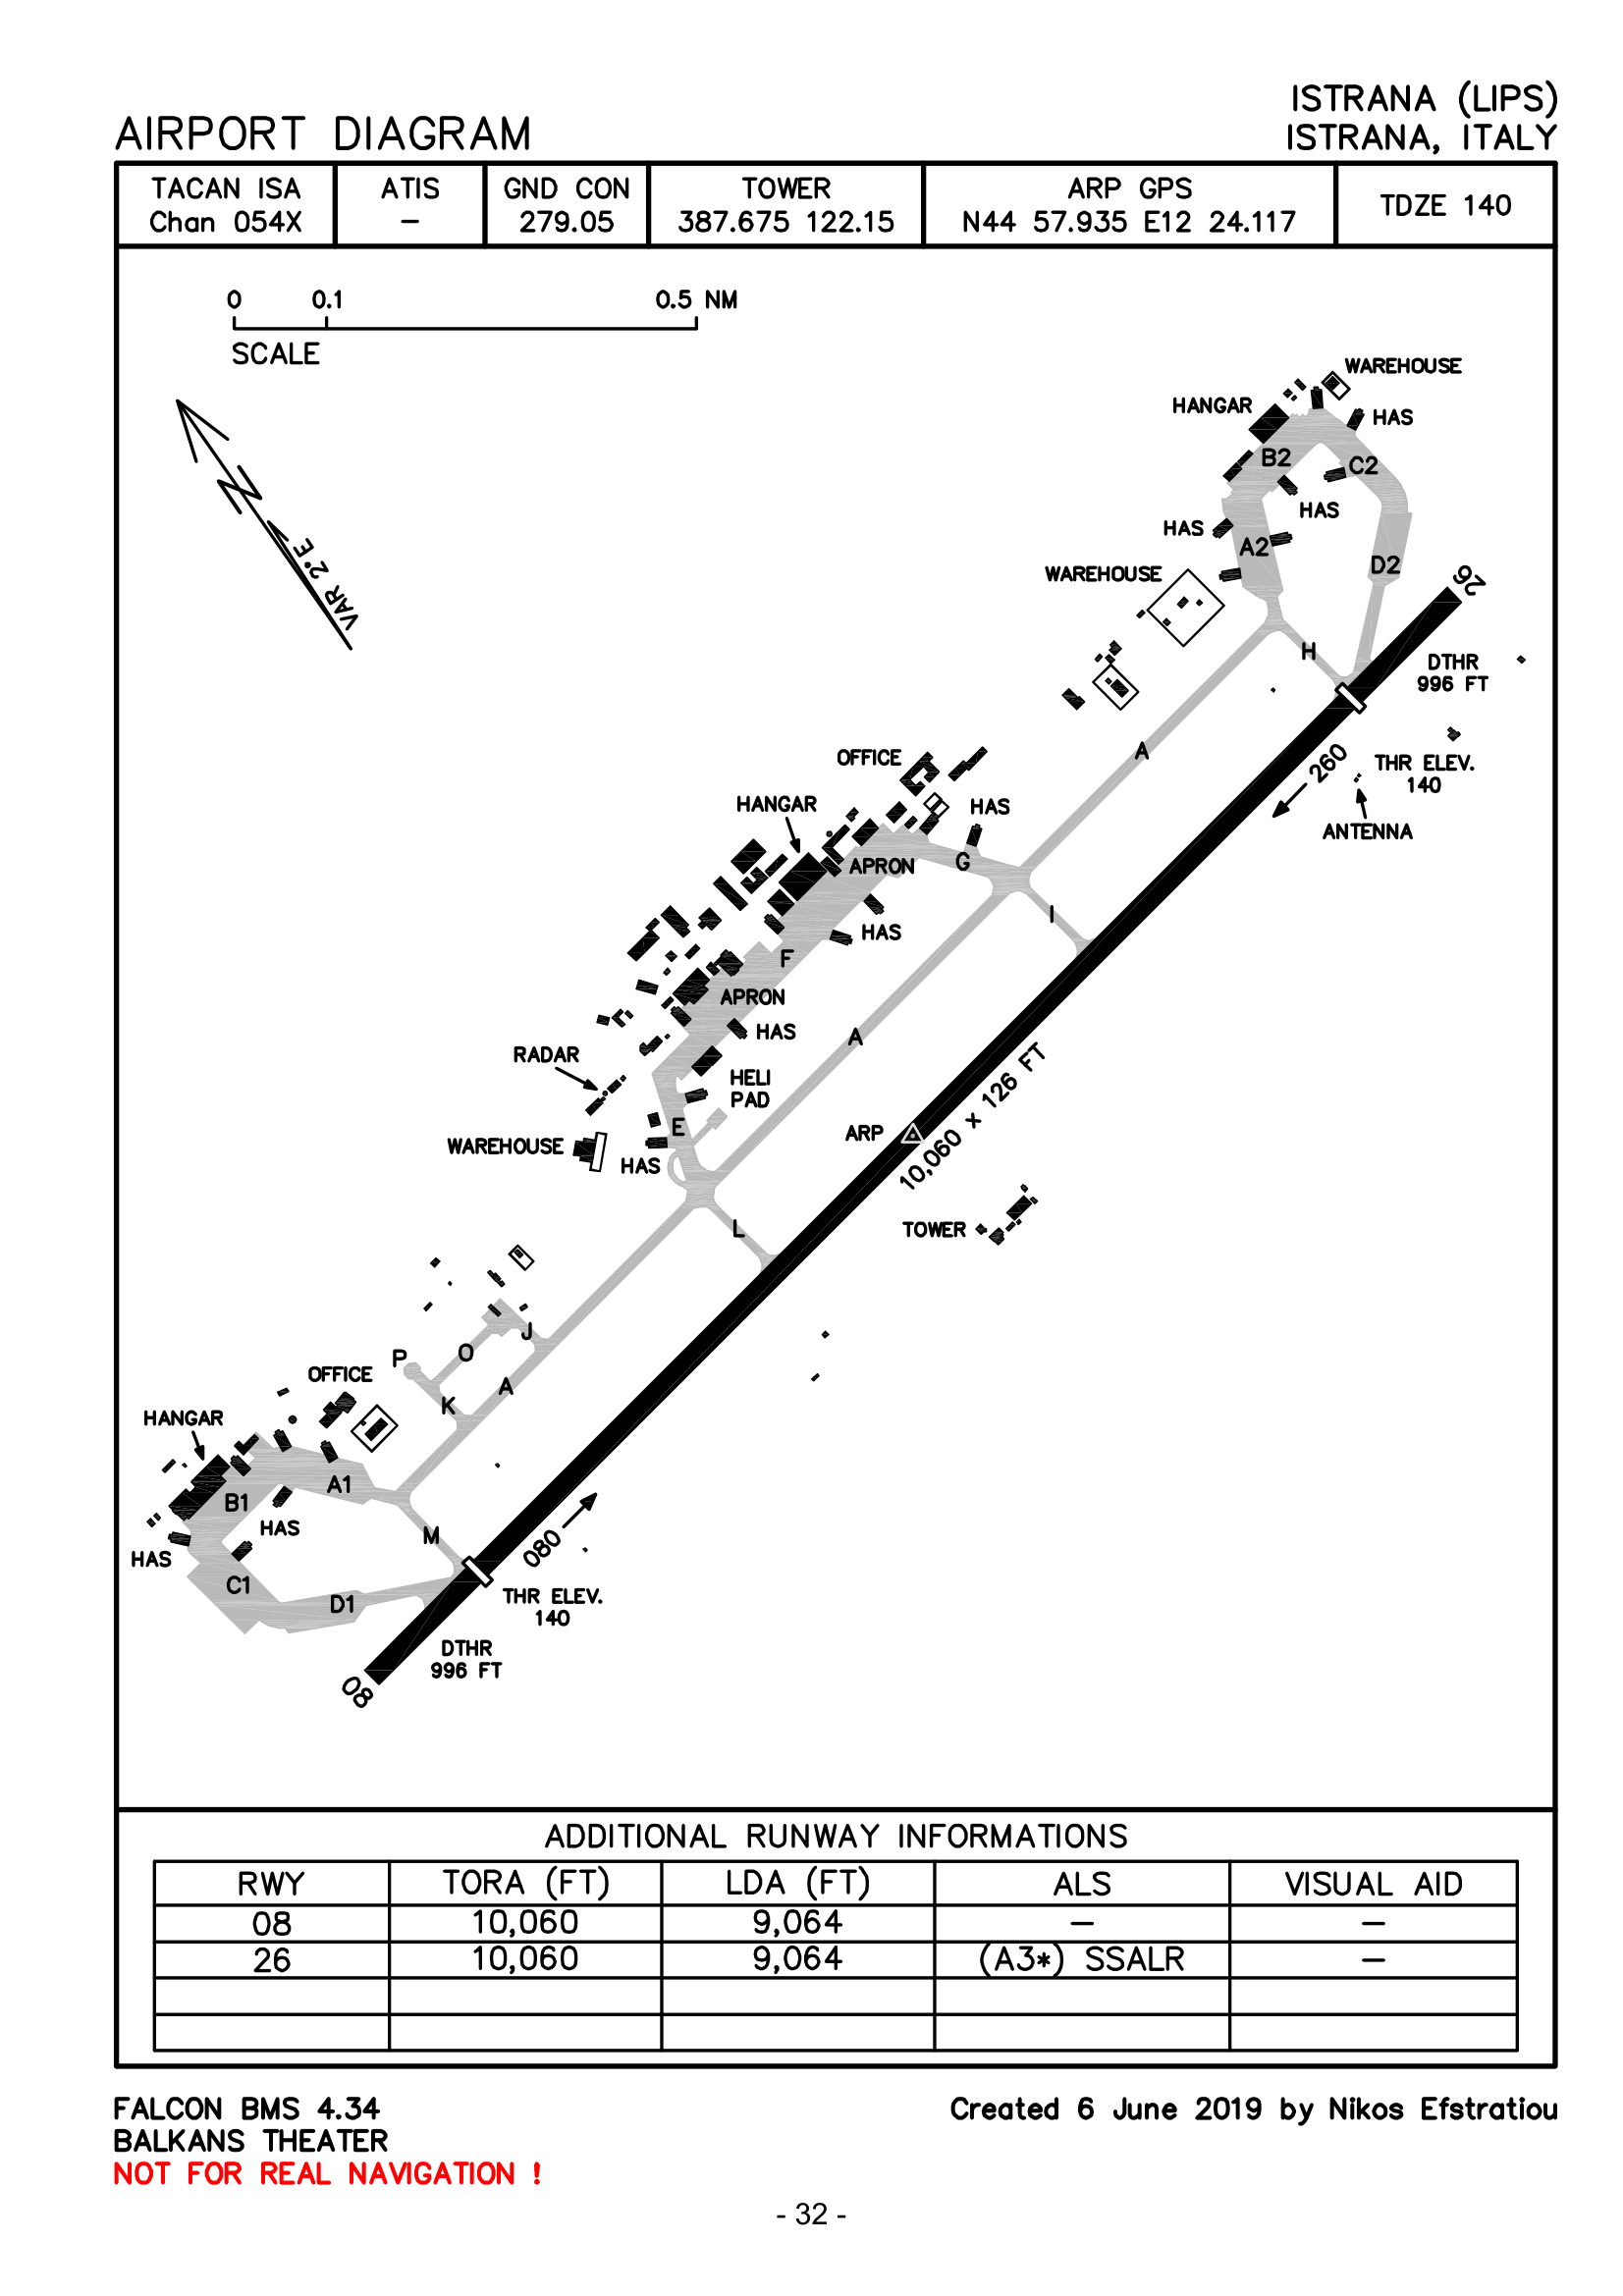 ISTRANA (LIPS)
AIRPORT DIAGRAM
ISTRANA, ITALY
TACAN ISA
Chan 054X
ATIS
–
GND CON
279.05
TOWER
387.675 122.15
ARP GPS
N44 57.935 E12 24.117
TDZE 140
0 0.1 0.5 NM
SCALE
VAR 2°E
WAREHOUSE
HANGAR
HAS
B2
C2
HAS
HAS
A2
D2
WAREHOUSE
26
H
DTHR
996 FT
A
OFFICE
260
THR ELEV.
140
HANGAR
HAS
ANTENNA
G
APRON
I
HAS
F
APRON
HAS
A
RADAR
HELI
PAD
10,060 x 126 FT
E
ARP
WAREHOUSE
HAS
L
TOWER
J
O
P
OFFICE
A
K
HANGAR
A1
B1
HAS
M
080
HAS
C1
D1
THR ELEV.
140
DTHR
996 FT
08
ADDITIONAL RUNWAY INFORMATIONS
RWY TORA (FT) LDA (FT) ALS VISUAL AID
08 10,060 9,064 – –
26 10,060 9,064 (A3*) SSALR –
FALCON BMS 4.34
Created 6 June 2019 by Nikos Efstratiou
BALKANS THEATER
NOT FOR REAL NAVIGATION !
- 32 -